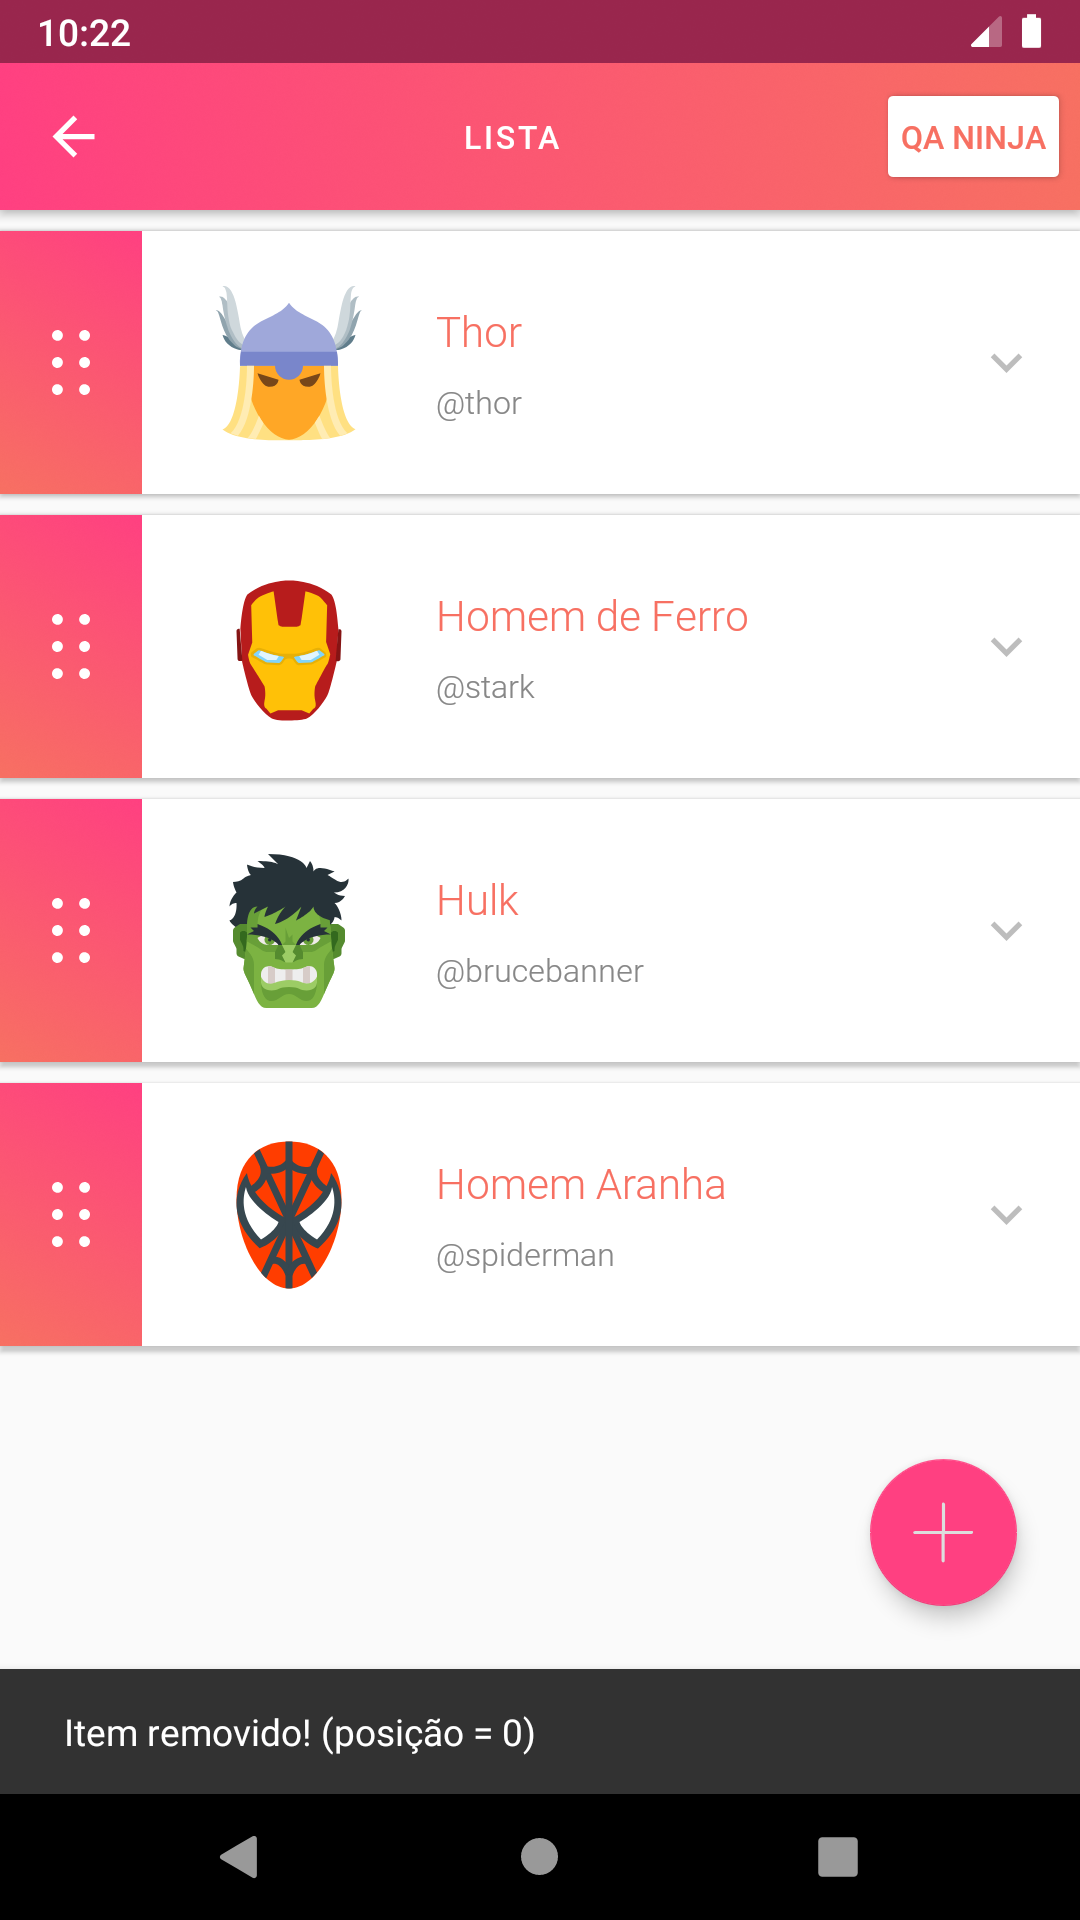 10:22
LISTA
QA NINJA
Thor
@thor
Homem de Ferro
@stark
Hulk
@brucebanner
Homem Aranha
@spiderman
Item removido! (posição = 0)